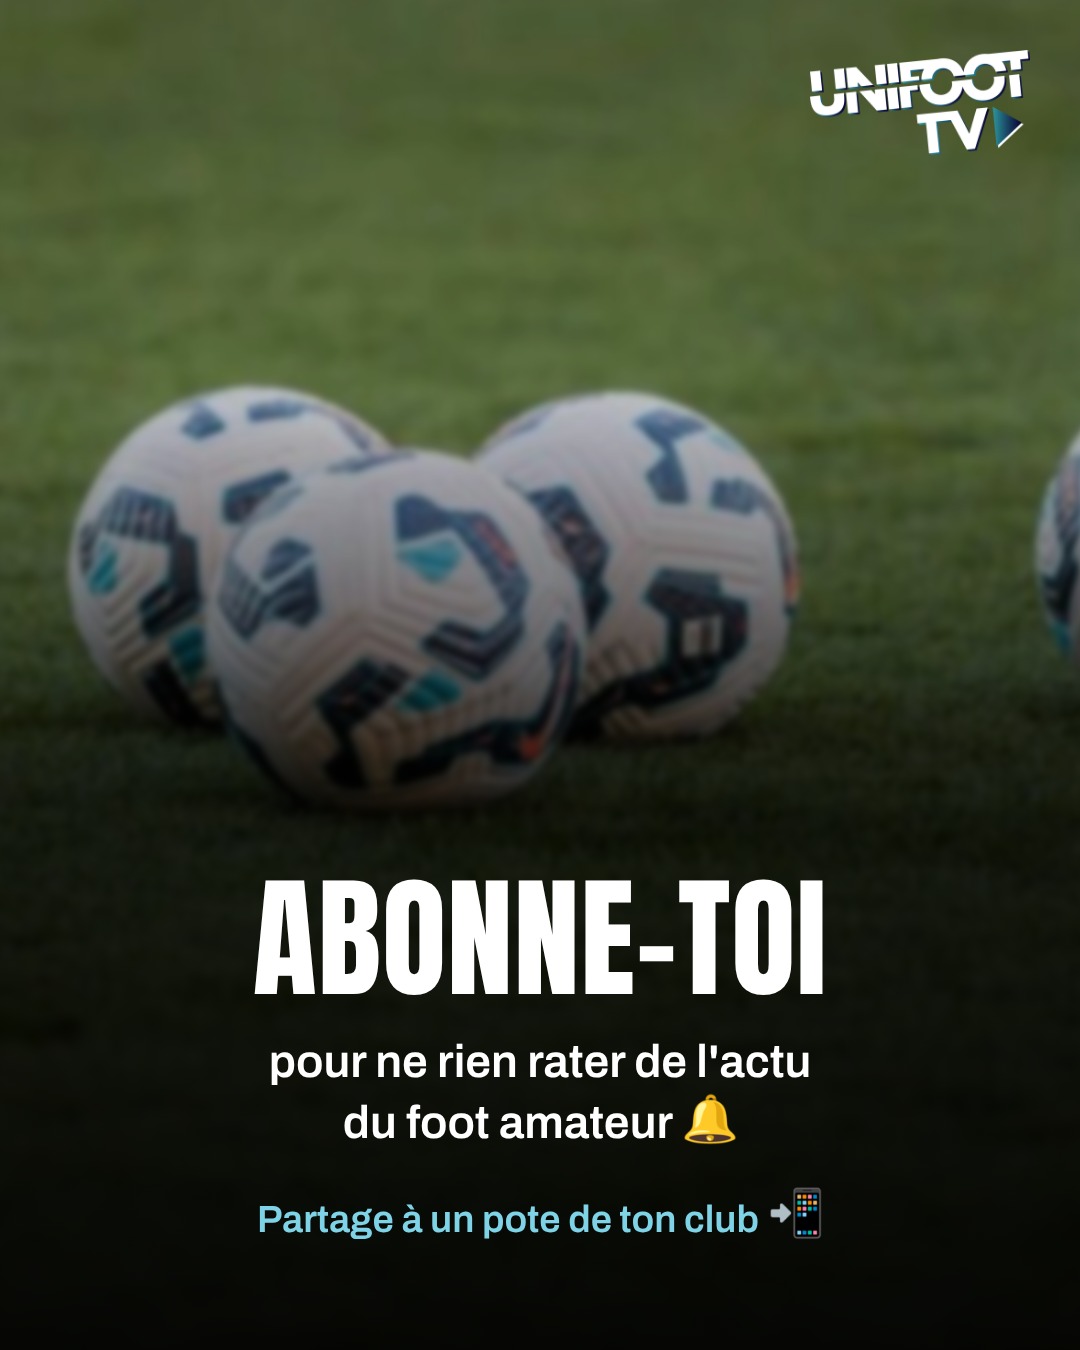 UNIFOOT
TV
ABONNE-TOI
pour ne rien rater de l'actu
du foot amateur 🔔
Partage à un pote de ton club 📲